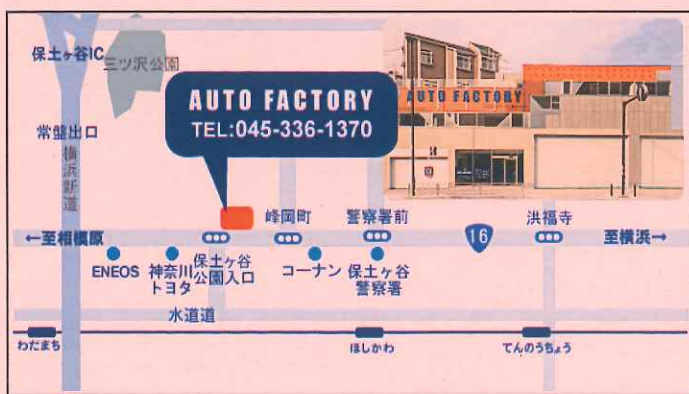 保土ヶ谷IC
三ツ沢公園
AUTO FACTORY
TEL:045-336-1370
AUTO FACTORY
常盤出口
横浜新道
峰岡町
警察署前
洪福寺
←至相模原
16
至横浜→
ENEOS
神奈川
トヨタ
保土ヶ谷
公園入口
コーナン
保土ヶ谷
警察署
水道道
わだまち
ほしかわ
てんのうちょう